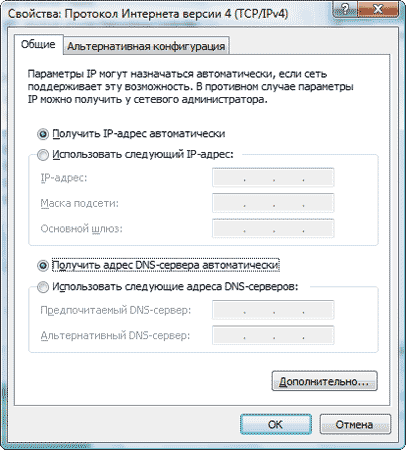 Свойства: Протокол Интернета версии 4 (TCP/IPv4)
Общие
Альтернативная конфигурация
Параметры IP могут назначаться автоматически, если сеть
поддерживает эту возможность. В противном случае параметры
IP можно получить у сетевого администратора.
Получить IP-адрес автоматически
Использовать следующий IP-адрес:
IP-адрес:
Маска подсети:
Основной шлюз:
Получить адрес DNS-сервера автоматически
Использовать следующие адреса DNS-серверов:
Предпочитаемый DNS-сервер:
Альтернативный DNS-сервер:
Дополнительно...
ОК
Отмена